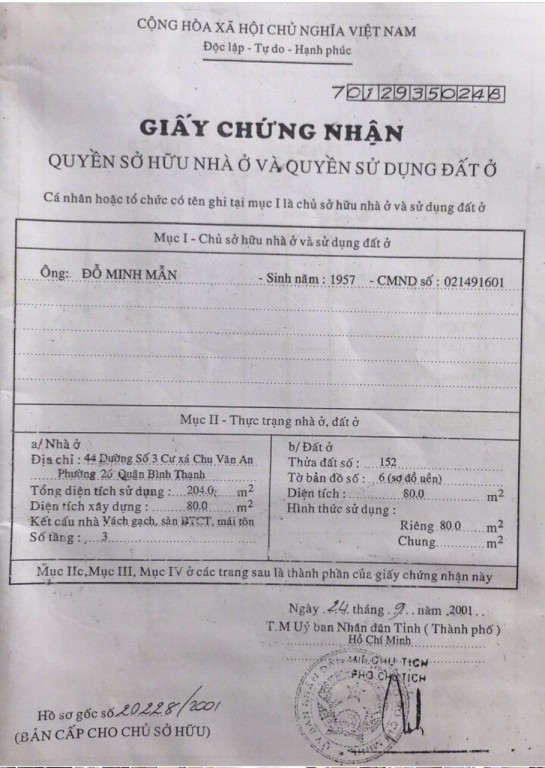 CỘNG HÒA XÃ HỘI CHỦ NGHĨA VIỆT NAM
Độc lập - Tự do - Hạnh phúc
70129350248
GIẤY CHỨNG NHẬN
QUYỀN SỞ HỮU NHÀ Ở VÀ QUYỀN SỬ DỤNG ĐẤT Ở
Cá nhân hoặc tổ chức có tên ghi tại mục I là chủ sở hữu nhà ở và sử dụng đất ở
Mục I - Chủ sở hữu nhà ở và sử dụng đất ở
Ông: ĐỖ MINH MẪN - Sinh năm : 1957 - CMND số : 021491601
Mục II - Thực trạng nhà ở, đất ở
a/ Nhà ở
Địa chỉ : 44 Đường Số 3 Cư xá Chu Văn An
Phường 26 Quận Bình Thạnh
Tổng diện tích sử dụng : 204.0 m2
Diện tích xây dựng : 80.0 m2
Kết cấu nhà Vách gạch, sàn BTCT, mái tôn
Số tầng : 3
b/ Đất ở
Thửa đất số : 152
Tờ bản đồ số : 6 (sơ đồ nền)
Diện tích : 80.0 m2
Hình thức sử dụng :
Riêng 80.0 m2
Chung m2
Muc IIc,Mục III, Mục IV ở các trang sau là thành phần của giấy chứng nhận này
Ngày .24. tháng .9. năm .2001..
T.M Uỷ ban Nhân dân Tỉnh ( Thành phố )
Hồ Chí Minh
CHỦ TỊCH
PHÓ CHỦ TỊCH
Hồ sơ gốc số 20228/2001
(BẢN CẤP CHO CHỦ SỞ HỮU)